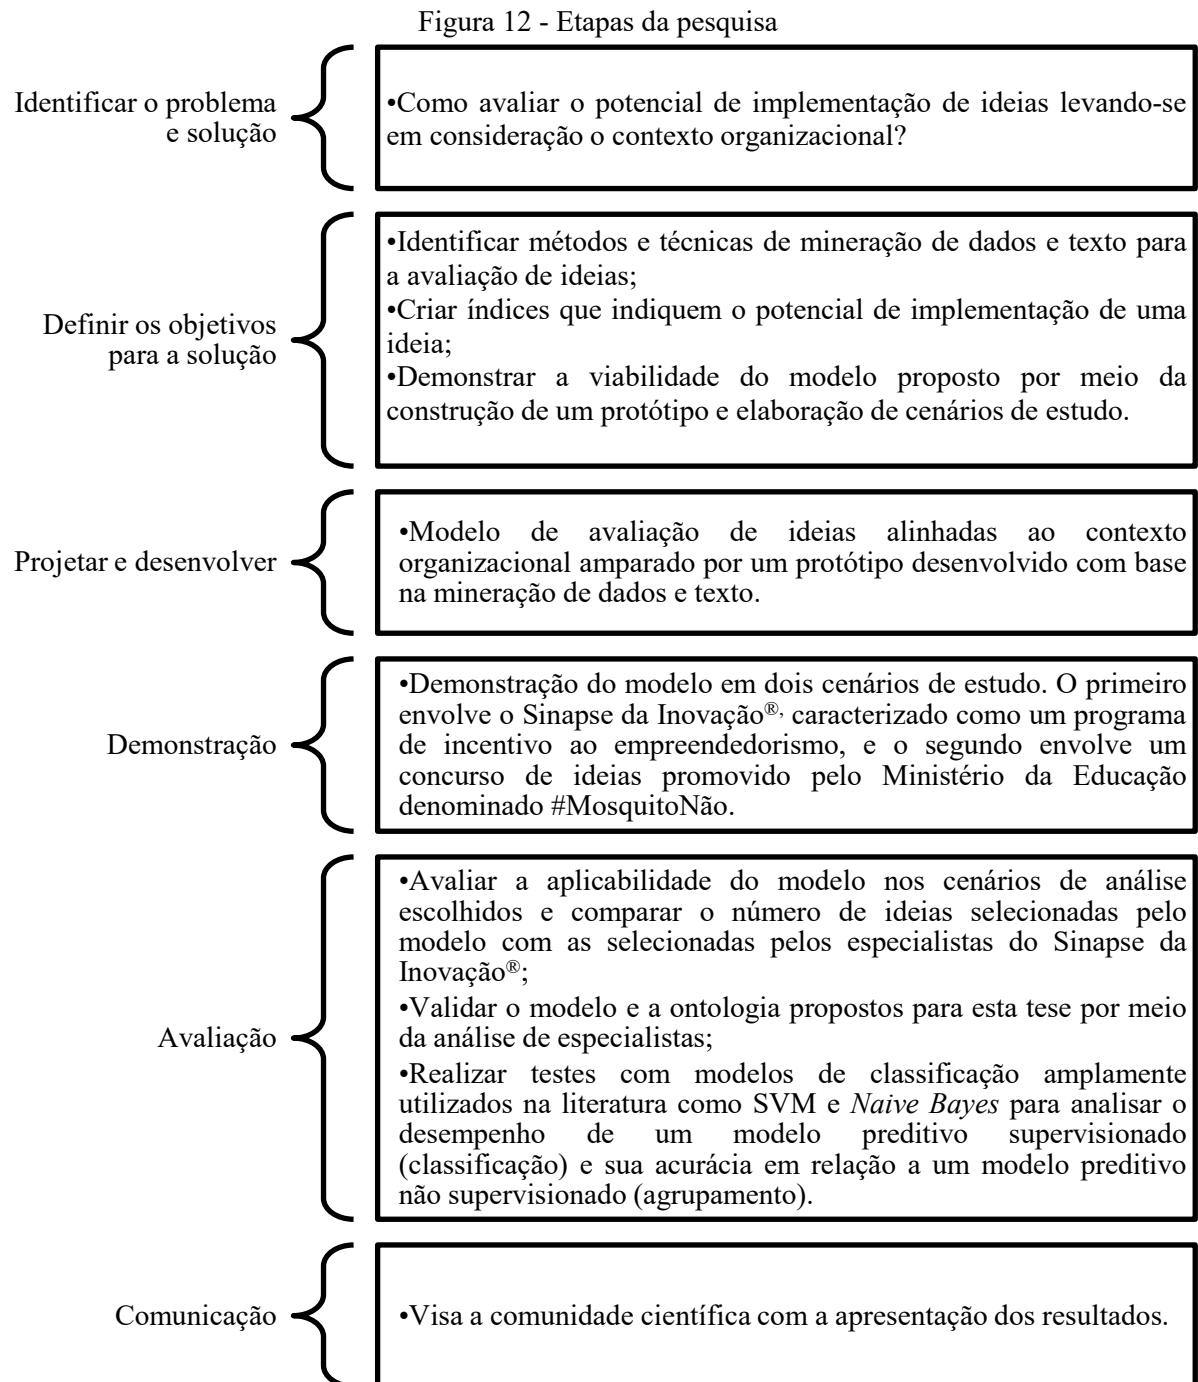 Figura 12 - Etapas da pesquisa
Identificar o problema
e solução
•Como avaliar o potencial de implementação de ideias levando-se
em consideração o contexto organizacional?
Definir os objetivos
para a solução
•Identificar métodos e técnicas de mineração de dados e texto para
a avaliação de ideias;
•Criar índices que indiquem o potencial de implementação de uma
ideia;
•Demonstrar a viabilidade do modelo proposto por meio da
construção de um protótipo e elaboração de cenários de estudo.
Projetar e desenvolver
•Modelo de avaliação de ideias alinhadas ao contexto
organizacional amparado por um protótipo desenvolvido com base
na mineração de dados e texto.
Demonstração
•Demonstração do modelo em dois cenários de estudo. O primeiro
envolve o Sinapse da Inovação®, caracterizado como um programa
de incentivo ao empreendedorismo, e o segundo envolve um
concurso de ideias promovido pelo Ministério da Educação
denominado #MosquitoNão.
Avaliação
•Avaliar a aplicabilidade do modelo nos cenários de análise
escolhidos e comparar o número de ideias selecionadas pelo
modelo com as selecionadas pelos especialistas do Sinapse da
Inovação®;
•Validar o modelo e a ontologia propostos para esta tese por meio
da análise de especialistas;
•Realizar testes com modelos de classificação amplamente
utilizados na literatura como SVM e Naive Bayes para analisar o
desempenho de um modelo preditivo supervisionado
(classificação) e sua acurácia em relação a um modelo preditivo
não supervisionado (agrupamento).
Comunicação
•Visa a comunidade científica com a apresentação dos resultados.